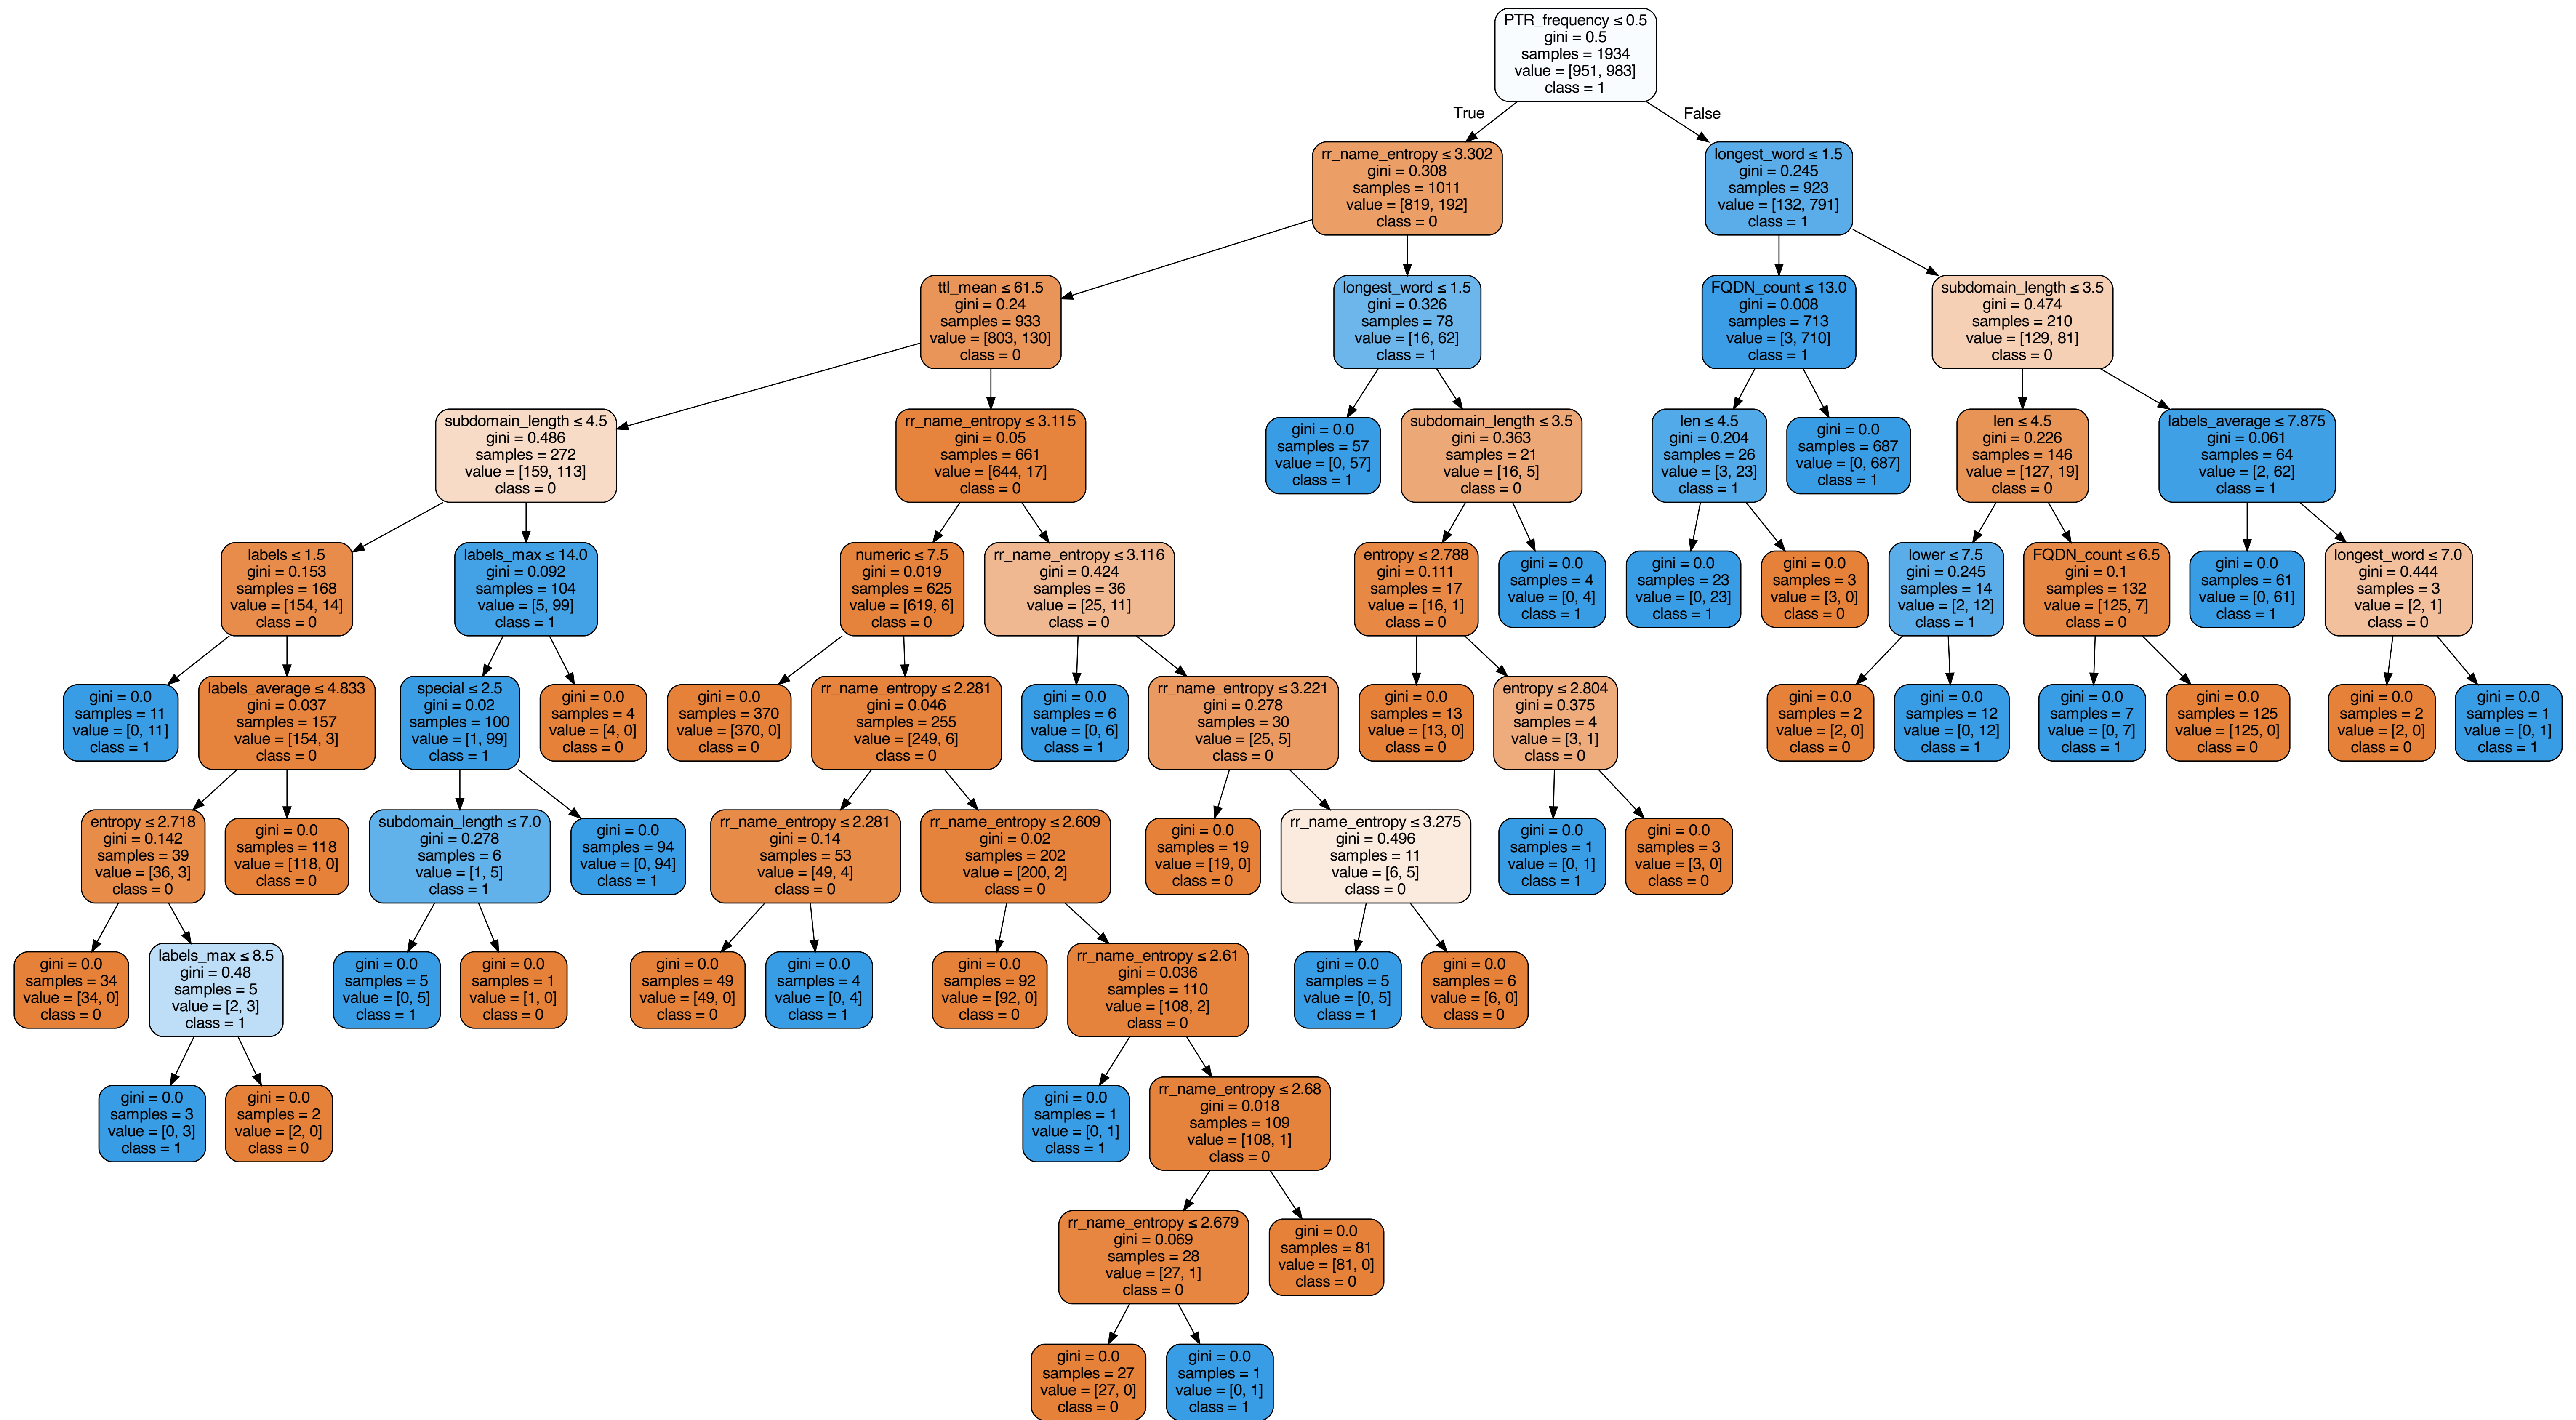 PTR_frequency ≤ 0.5
gini = 0.5
samples = 1934
value = [951, 983]
class = 1
True
False
rr_name_entropy ≤ 3.302
gini = 0.308
samples = 1011
value = [819, 192]
class = 0
longest_word ≤ 1.5
gini = 0.245
samples = 923
value = [132, 791]
class = 1
ttl_mean ≤ 61.5
gini = 0.24
samples = 933
value = [803, 130]
class = 0
longest_word ≤ 1.5
gini = 0.326
samples = 78
value = [16, 62]
class = 1
FQDN_count ≤ 13.0
gini = 0.008
samples = 713
value = [3, 710]
class = 1
subdomain_length ≤ 3.5
gini = 0.474
samples = 210
value = [129, 81]
class = 0
subdomain_length ≤ 4.5
gini = 0.486
samples = 272
value = [159, 113]
class = 0
rr_name_entropy ≤ 3.115
gini = 0.05
samples = 661
value = [644, 17]
class = 0
gini = 0.0
samples = 57
value = [0, 57]
class = 1
subdomain_length ≤ 3.5
gini = 0.363
samples = 21
value = [16, 5]
class = 0
len ≤ 4.5
gini = 0.204
samples = 26
value = [3, 23]
class = 1
gini = 0.0
samples = 687
value = [0, 687]
class = 1
len ≤ 4.5
gini = 0.226
samples = 146
value = [127, 19]
class = 0
labels_average ≤ 7.875
gini = 0.061
samples = 64
value = [2, 62]
class = 1
labels ≤ 1.5
gini = 0.153
samples = 168
value = [154, 14]
class = 0
labels_max ≤ 14.0
gini = 0.092
samples = 104
value = [5, 99]
class = 1
numeric ≤ 7.5
gini = 0.019
samples = 625
value = [619, 6]
class = 0
rr_name_entropy ≤ 3.116
gini = 0.424
samples = 36
value = [25, 11]
class = 0
entropy ≤ 2.788
gini = 0.111
samples = 17
value = [16, 1]
class = 0
gini = 0.0
samples = 4
value = [0, 4]
class = 1
gini = 0.0
samples = 23
value = [0, 23]
class = 1
gini = 0.0
samples = 3
value = [3, 0]
class = 0
lower ≤ 7.5
gini = 0.245
samples = 14
value = [2, 12]
class = 1
FQDN_count ≤ 6.5
gini = 0.1
samples = 132
value = [125, 7]
class = 0
gini = 0.0
samples = 61
value = [0, 61]
class = 1
longest_word ≤ 7.0
gini = 0.444
samples = 3
value = [2, 1]
class = 0
gini = 0.0
samples = 11
value = [0, 11]
class = 1
labels_average ≤ 4.833
gini = 0.037
samples = 157
value = [154, 3]
class = 0
special ≤ 2.5
gini = 0.02
samples = 100
value = [1, 99]
class = 1
gini = 0.0
samples = 4
value = [4, 0]
class = 0
gini = 0.0
samples = 370
value = [370, 0]
class = 0
rr_name_entropy ≤ 2.281
gini = 0.046
samples = 255
value = [249, 6]
class = 0
gini = 0.0
samples = 6
value = [0, 6]
class = 1
rr_name_entropy ≤ 3.221
gini = 0.278
samples = 30
value = [25, 5]
class = 0
gini = 0.0
samples = 13
value = [13, 0]
class = 0
entropy ≤ 2.804
gini = 0.375
samples = 4
value = [3, 1]
class = 0
gini = 0.0
samples = 2
value = [2, 0]
class = 0
gini = 0.0
samples = 12
value = [0, 12]
class = 1
gini = 0.0
samples = 7
value = [0, 7]
class = 1
gini = 0.0
samples = 125
value = [125, 0]
class = 0
gini = 0.0
samples = 2
value = [2, 0]
class = 0
gini = 0.0
samples = 1
value = [0, 1]
class = 1
entropy ≤ 2.718
gini = 0.142
samples = 39
value = [36, 3]
class = 0
gini = 0.0
samples = 118
value = [118, 0]
class = 0
subdomain_length ≤ 7.0
gini = 0.278
samples = 6
value = [1, 5]
class = 1
gini = 0.0
samples = 94
value = [0, 94]
class = 1
rr_name_entropy ≤ 2.281
gini = 0.14
samples = 53
value = [49, 4]
class = 0
rr_name_entropy ≤ 2.609
gini = 0.02
samples = 202
value = [200, 2]
class = 0
gini = 0.0
samples = 19
value = [19, 0]
class = 0
rr_name_entropy ≤ 3.275
gini = 0.496
samples = 11
value = [6, 5]
class = 0
gini = 0.0
samples = 1
value = [0, 1]
class = 1
gini = 0.0
samples = 3
value = [3, 0]
class = 0
gini = 0.0
samples = 34
value = [34, 0]
class = 0
labels_max ≤ 8.5
gini = 0.48
samples = 5
value = [2, 3]
class = 1
gini = 0.0
samples = 5
value = [0, 5]
class = 1
gini = 0.0
samples = 1
value = [1, 0]
class = 0
gini = 0.0
samples = 49
value = [49, 0]
class = 0
gini = 0.0
samples = 4
value = [0, 4]
class = 1
gini = 0.0
samples = 92
value = [92, 0]
class = 0
rr_name_entropy ≤ 2.61
gini = 0.036
samples = 110
value = [108, 2]
class = 0
gini = 0.0
samples = 5
value = [0, 5]
class = 1
gini = 0.0
samples = 6
value = [6, 0]
class = 0
gini = 0.0
samples = 3
value = [0, 3]
class = 1
gini = 0.0
samples = 2
value = [2, 0]
class = 0
gini = 0.0
samples = 1
value = [0, 1]
class = 1
rr_name_entropy ≤ 2.68
gini = 0.018
samples = 109
value = [108, 1]
class = 0
rr_name_entropy ≤ 2.679
gini = 0.069
samples = 28
value = [27, 1]
class = 0
gini = 0.0
samples = 81
value = [81, 0]
class = 0
gini = 0.0
samples = 27
value = [27, 0]
class = 0
gini = 0.0
samples = 1
value = [0, 1]
class = 1